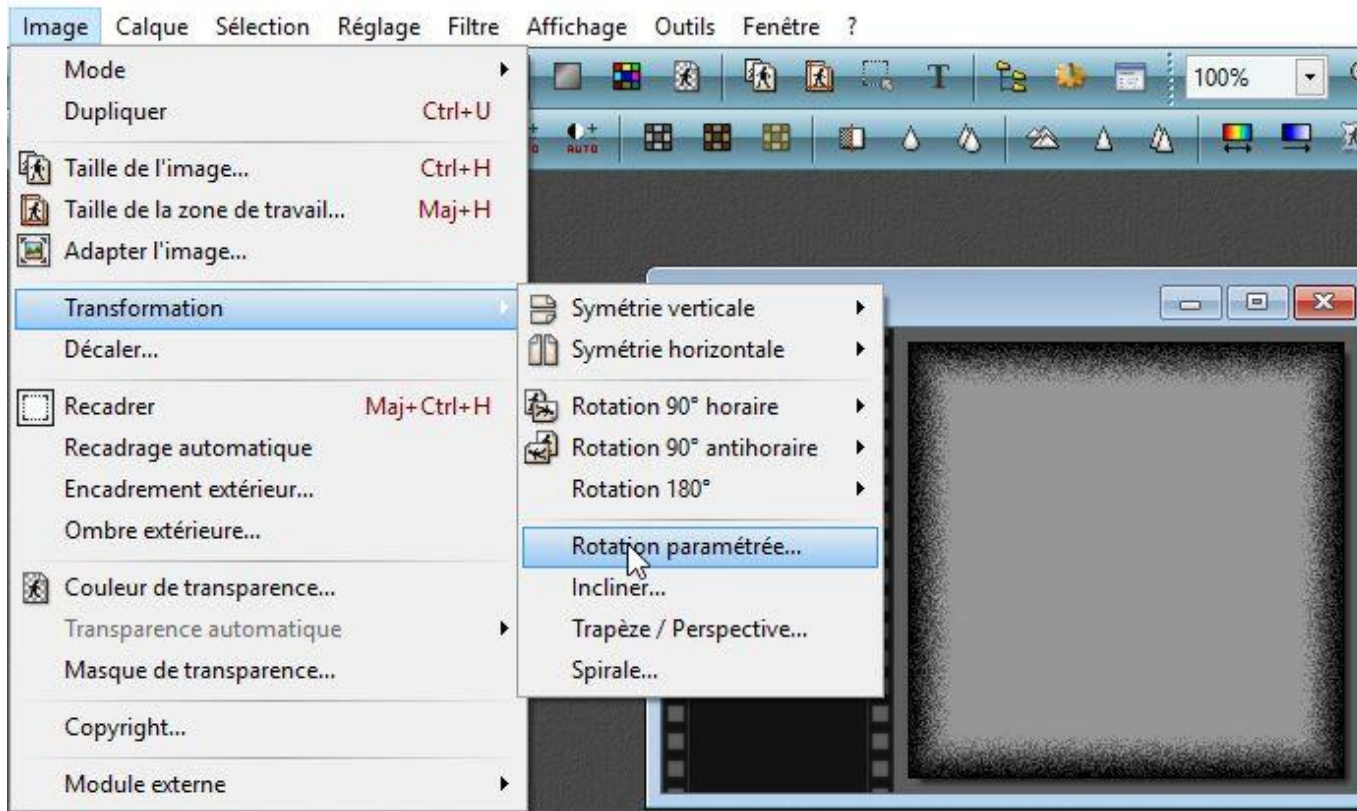 Image Calque Sélection Réglage Filtre Affichage Outils Fenêtre ?
Mode
Dupliquer Ctrl+U
100%
AUTO
Taille de l'image... Ctrl+H
Taille de la zone de travail... Maj+H
Adapter l'image...
Transformation
Décaler...
Recadrer Maj+Ctrl+H
Recadrage automatique
Encadrement extérieur...
Ombre extérieure...
Couleur de transparence...
Transparence automatique
Masque de transparence...
Copyright...
Module externe
Symétrie verticale
Symétrie horizontale
Rotation 90° horaire
Rotation 90° antihoraire
Rotation 180°
Rotation paramétrée...
Incliner...
Trapèze / Perspective...
Spirale...